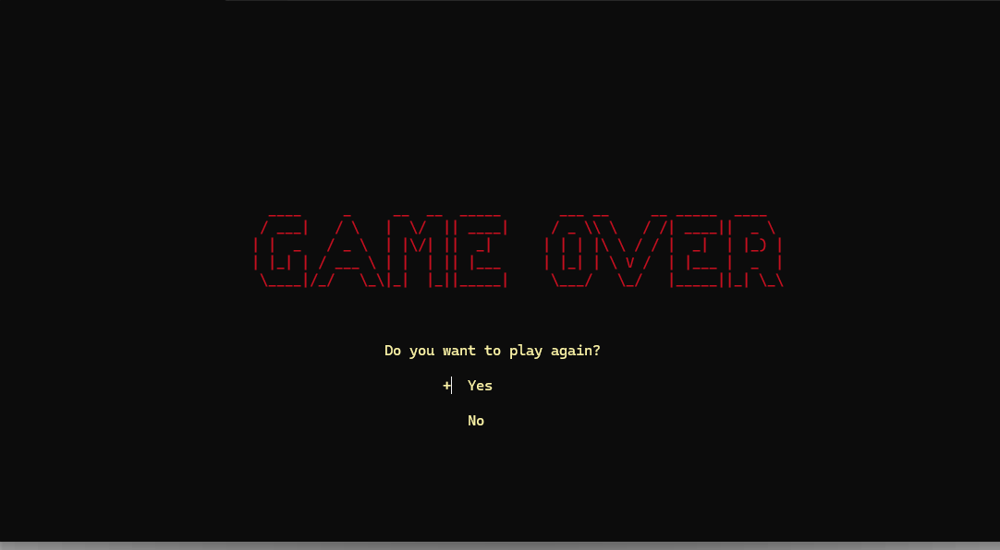 GAME OVER
Do you want to play again?
+ Yes
No